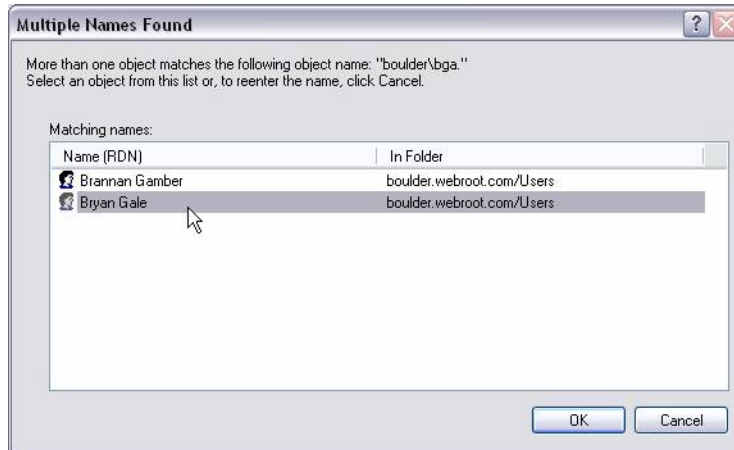 Multiple Names Found
More than one object matches the following object name: "boulder\bga."
Select an object from this list or, to reenter the name, click Cancel.
Matching names:
Name (RDN) In Folder
Brannan Gamber boulder.webroot.com/Users
Bryan Gale boulder.webroot.com/Users
OK Cancel